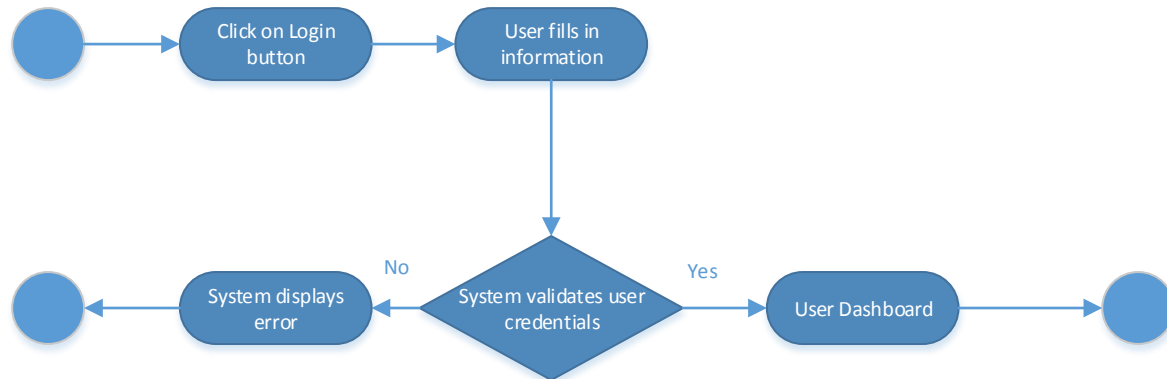 Click on Login
button
User fills in
information
No
Yes
System displays
error
System validates user
credentials
User Dashboard